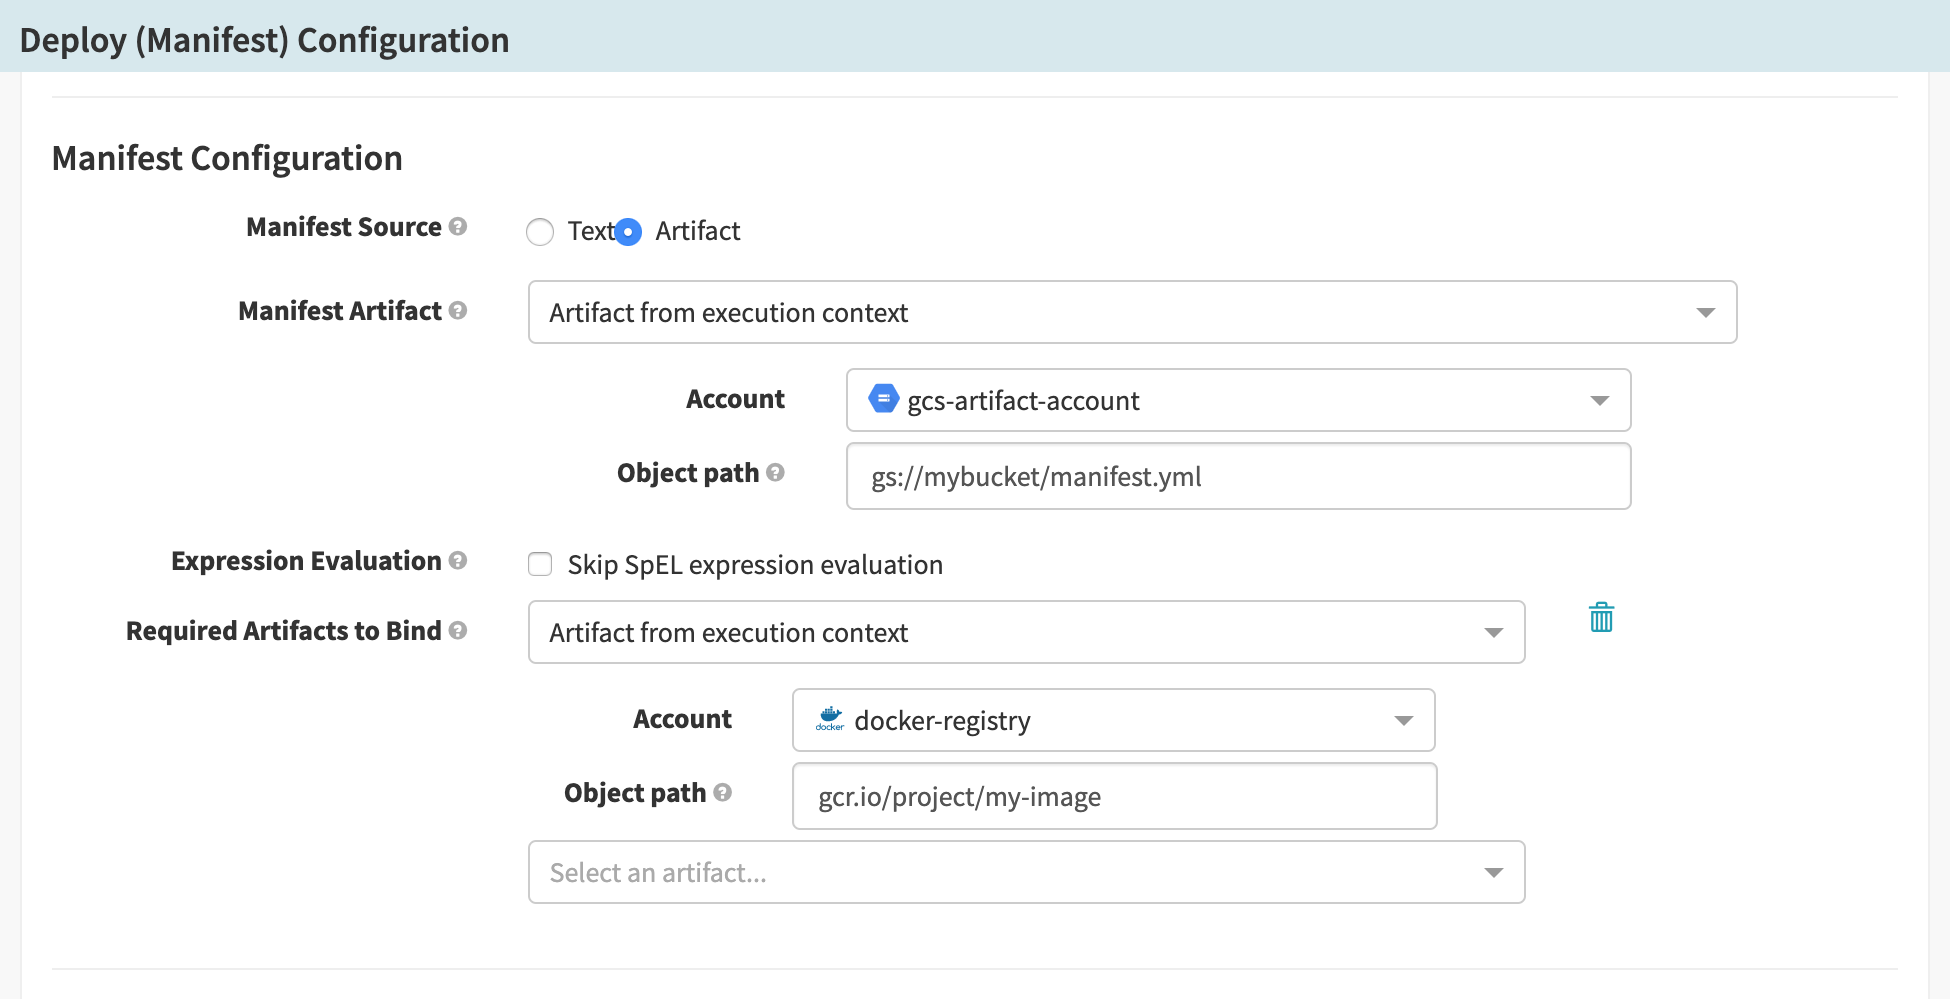 Deploy (Manifest) Configuration
Manifest Configuration
Manifest Source ?
Text Artifact
Manifest Artifact ?
Artifact from execution context
Account
gcs-artifact-account
Object path ?
gs://mybucket/manifest.yml
Expression Evaluation ?
Skip SpEL expression evaluation
Required Artifacts to Bind ?
Artifact from execution context
Account
docker docker-registry
Object path ?
gcr.io/project/my-image
Select an artifact...